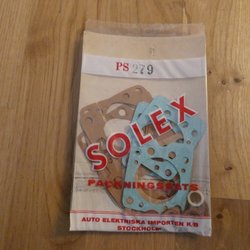 PS 279
SOLEX
PACKNINGSSATS
AUTO ELEKTRISKA IMPORTEN K/B
STOCKHOLM